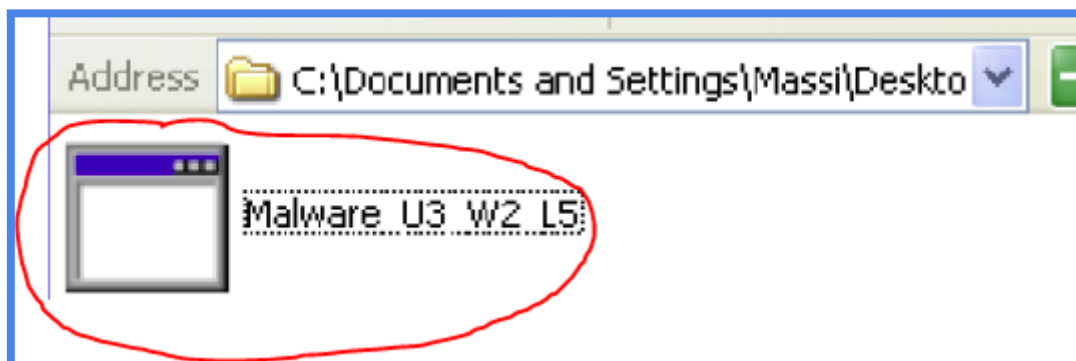 Address C:\Documents and Settings\Massi\Deskto
Malware_U3_W2_L5